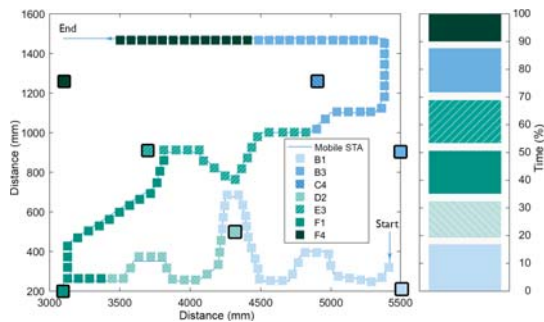 1600
1400
1200
1000
800
600
400
200
Distance (mm)
End
Start
Mobile STA
B1
B3
C4
D2
E3
F1
F4
3000 3500 4000 4500 5000 5500
Distance (mm)
100
90
80
70
60
50
40
30
20
10
0
Time (%)